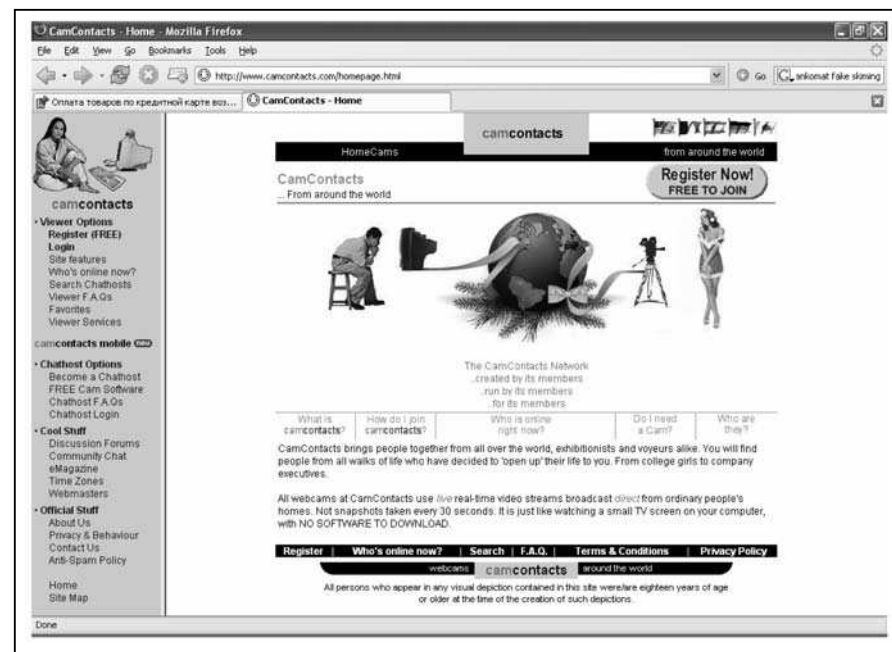 CamContacts - Home - Mozilla Firefox
File Edit View Go Bookmarks Tools Help
http://www.camcontacts.com/homepage.html Go ankomat fake skiming
Оплата товаров по кредитной карте воз... CamContacts - Home
camcontacts
• Viewer Options
Register (FREE)
Login
Site features
Who's online now?
Search Chathosts
Viewer F.A.Qs
Favorites
Viewer Services
camcontacts mobile
• Chathost Options
Become a Chathost
FREE Cam Software
Chathost F.A.Qs
Chathost Login
• Cool Stuff
Discussion Forums
Community Chat
eMagazine
Time Zones
Webmasters
• Official Stuff
About Us
Privacy & Behaviour
Contact Us
Anti-Spam Policy
Home
Site Map
camcontacts
HomeCams from around the world
CamContacts
... From around the world
Register Now!
FREE TO JOIN
The CamContacts Network
..created by its members
..run by its members
..for its members
What is camcontacts?
How do I join camcontacts?
Who is online right now?
Do I need a Cam?
Who are they?
CamContacts brings people together from all over the world, exhibitionists and voyeurs alike. You will find
people from all walks of life who have decided to 'open up' their life to you. From college girls to company
executives.
All webcams at CamContacts use live real-time video streams broadcast direct from ordinary people's
homes. Not snapshots taken every 30 seconds. It is just like watching a small TV screen on your computer,
with NO SOFTWARE TO DOWNLOAD.
Register | Who's online now? | Search | F.A.Q. | Terms & Conditions | Privacy Policy
webcams camcontacts around the world
All persons who appear in any visual depiction contained in this site were/are eighteen years of age
or older at the time of the creation of such depictions.
Done